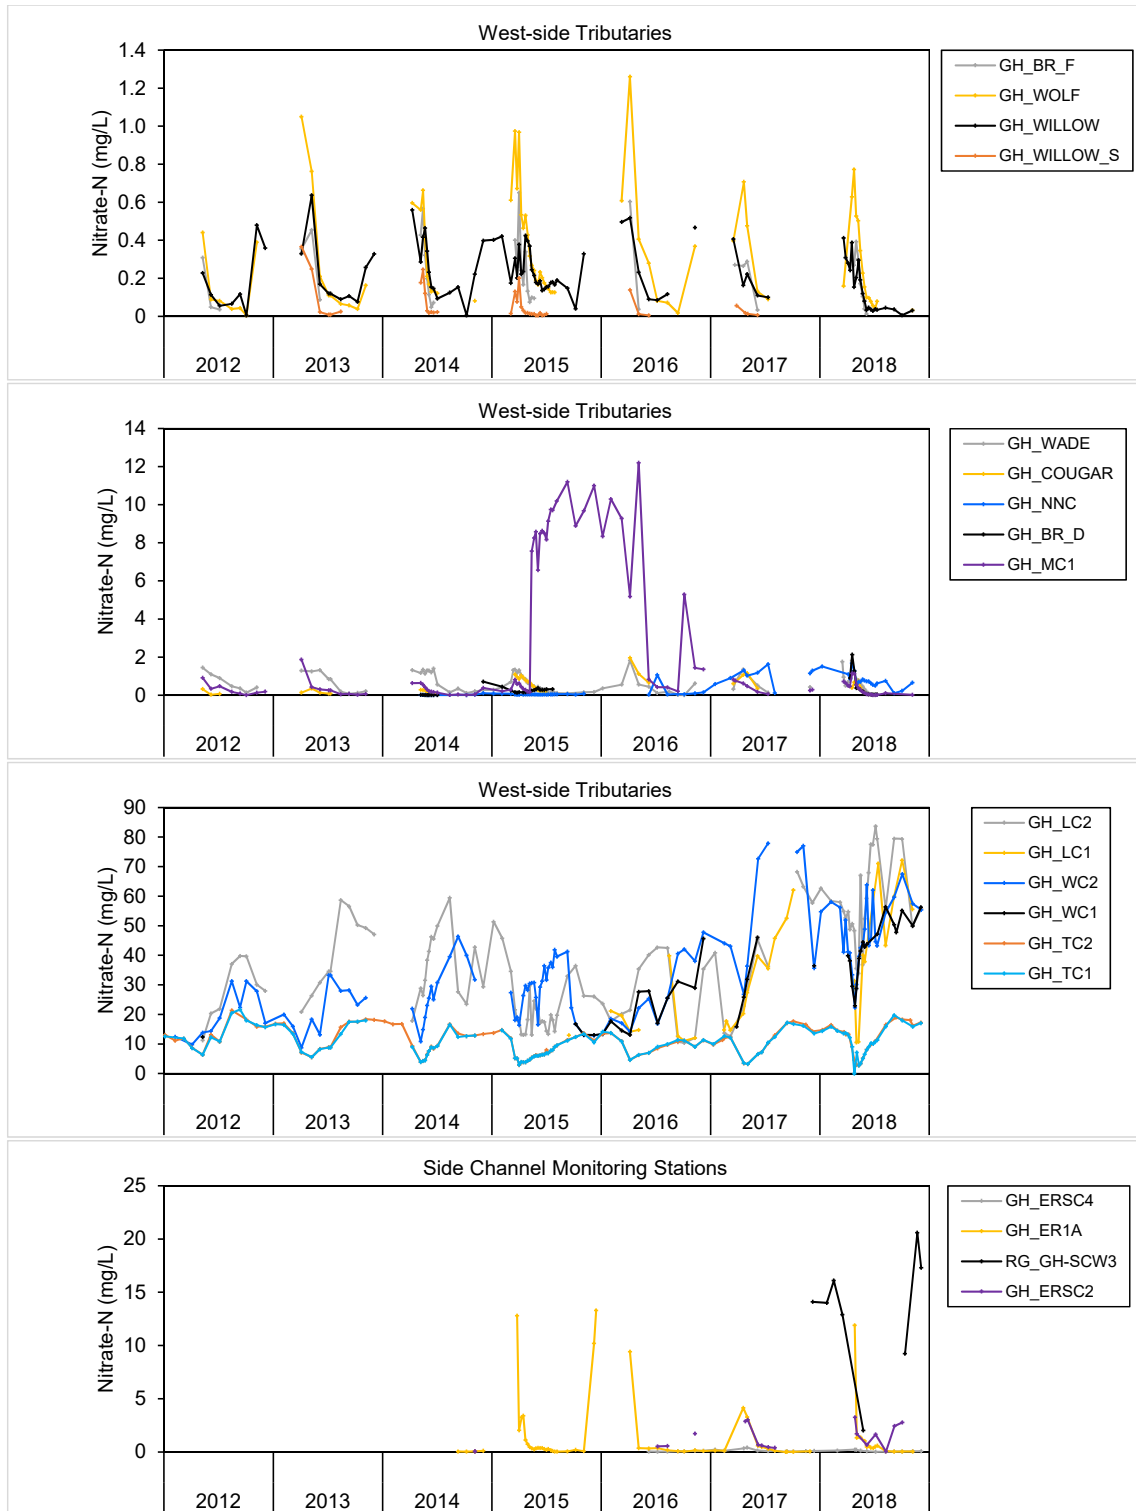 West-side Tributaries
Nitrate-N (mg/L)
1.4
1.2
1.0
0.8
0.6
0.4
0.2
0
2012 2013 2014 2015 2016 2017 2018
GH_BR_F
GH_WOLF
GH_WILLOW
GH_WILLOW_S
West-side Tributaries
Nitrate-N (mg/L)
14
12
10
8
6
4
2
0
2012 2013 2014 2015 2016 2017 2018
GH_WADE
GH_COUGAR
GH_NNC
GH_BR_D
GH_MC1
West-side Tributaries
Nitrate-N (mg/L)
90
80
70
60
50
40
30
20
10
0
2012 2013 2014 2015 2016 2017 2018
GH_LC2
GH_LC1
GH_WC2
GH_WC1
GH_TC2
GH_TC1
Side Channel Monitoring Stations
Nitrate-N (mg/L)
25
20
15
10
5
0
2012 2013 2014 2015 2016 2017 2018
GH_ERSC4
GH_ER1A
RG_GH-SCW3
GH_ERSC2